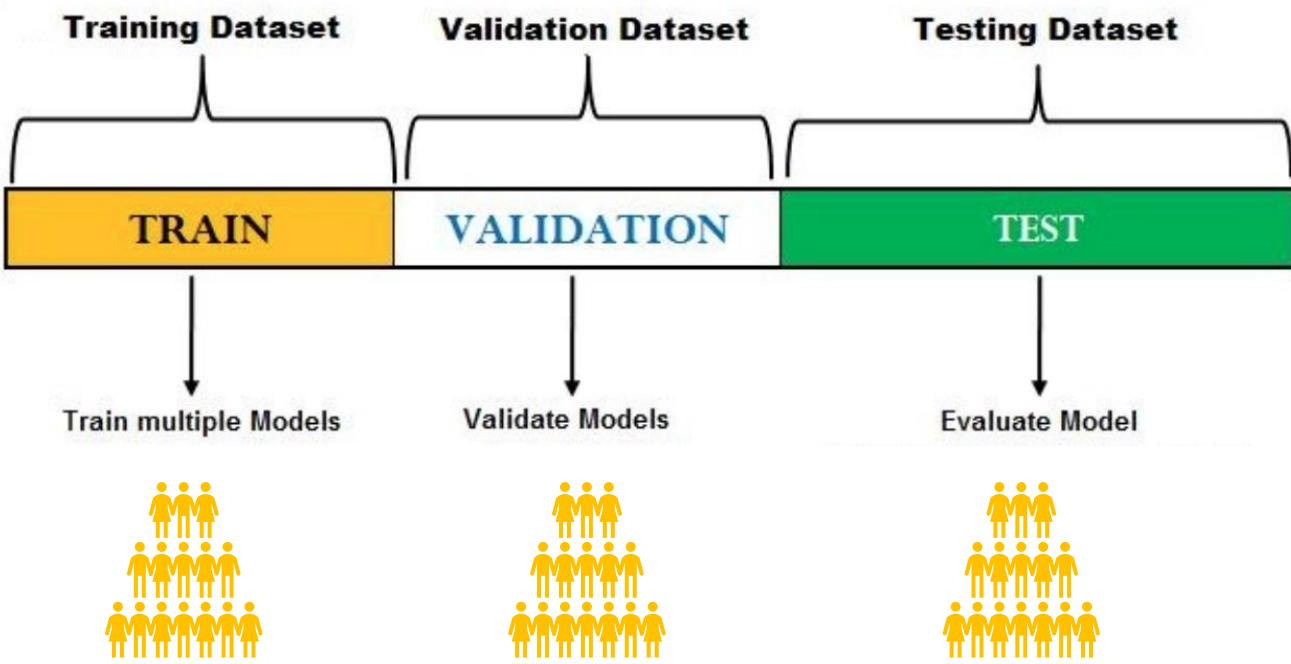 Training Dataset
Validation Dataset
Testing Dataset
TRAIN
VALIDATION
TEST
Train multiple Models
Validate Models
Evaluate Model